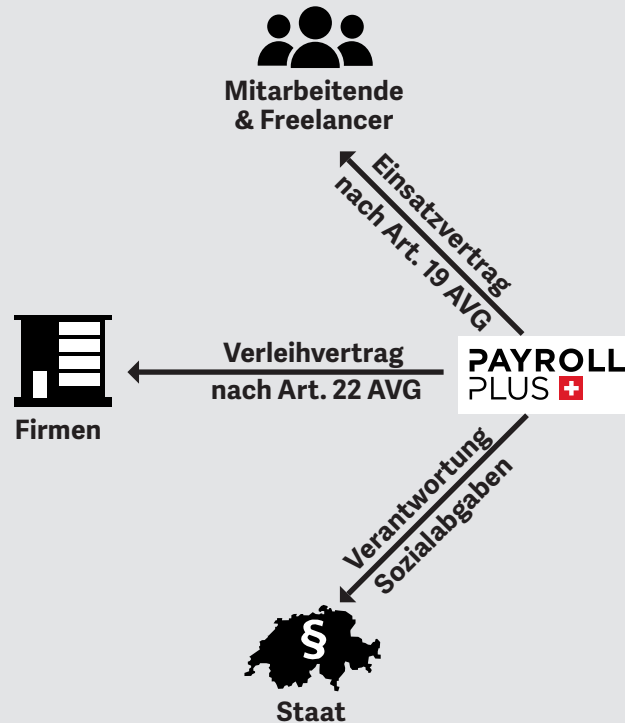 Mitarbeitende
& Freelancer
Einsatzvertrag
nach Art. 19 AVG
Verleihvertrag
nach Art. 22 AVG
PAYROLL
PLUS
Firmen
Verantwortung
Sozialabgaben
§
Staat